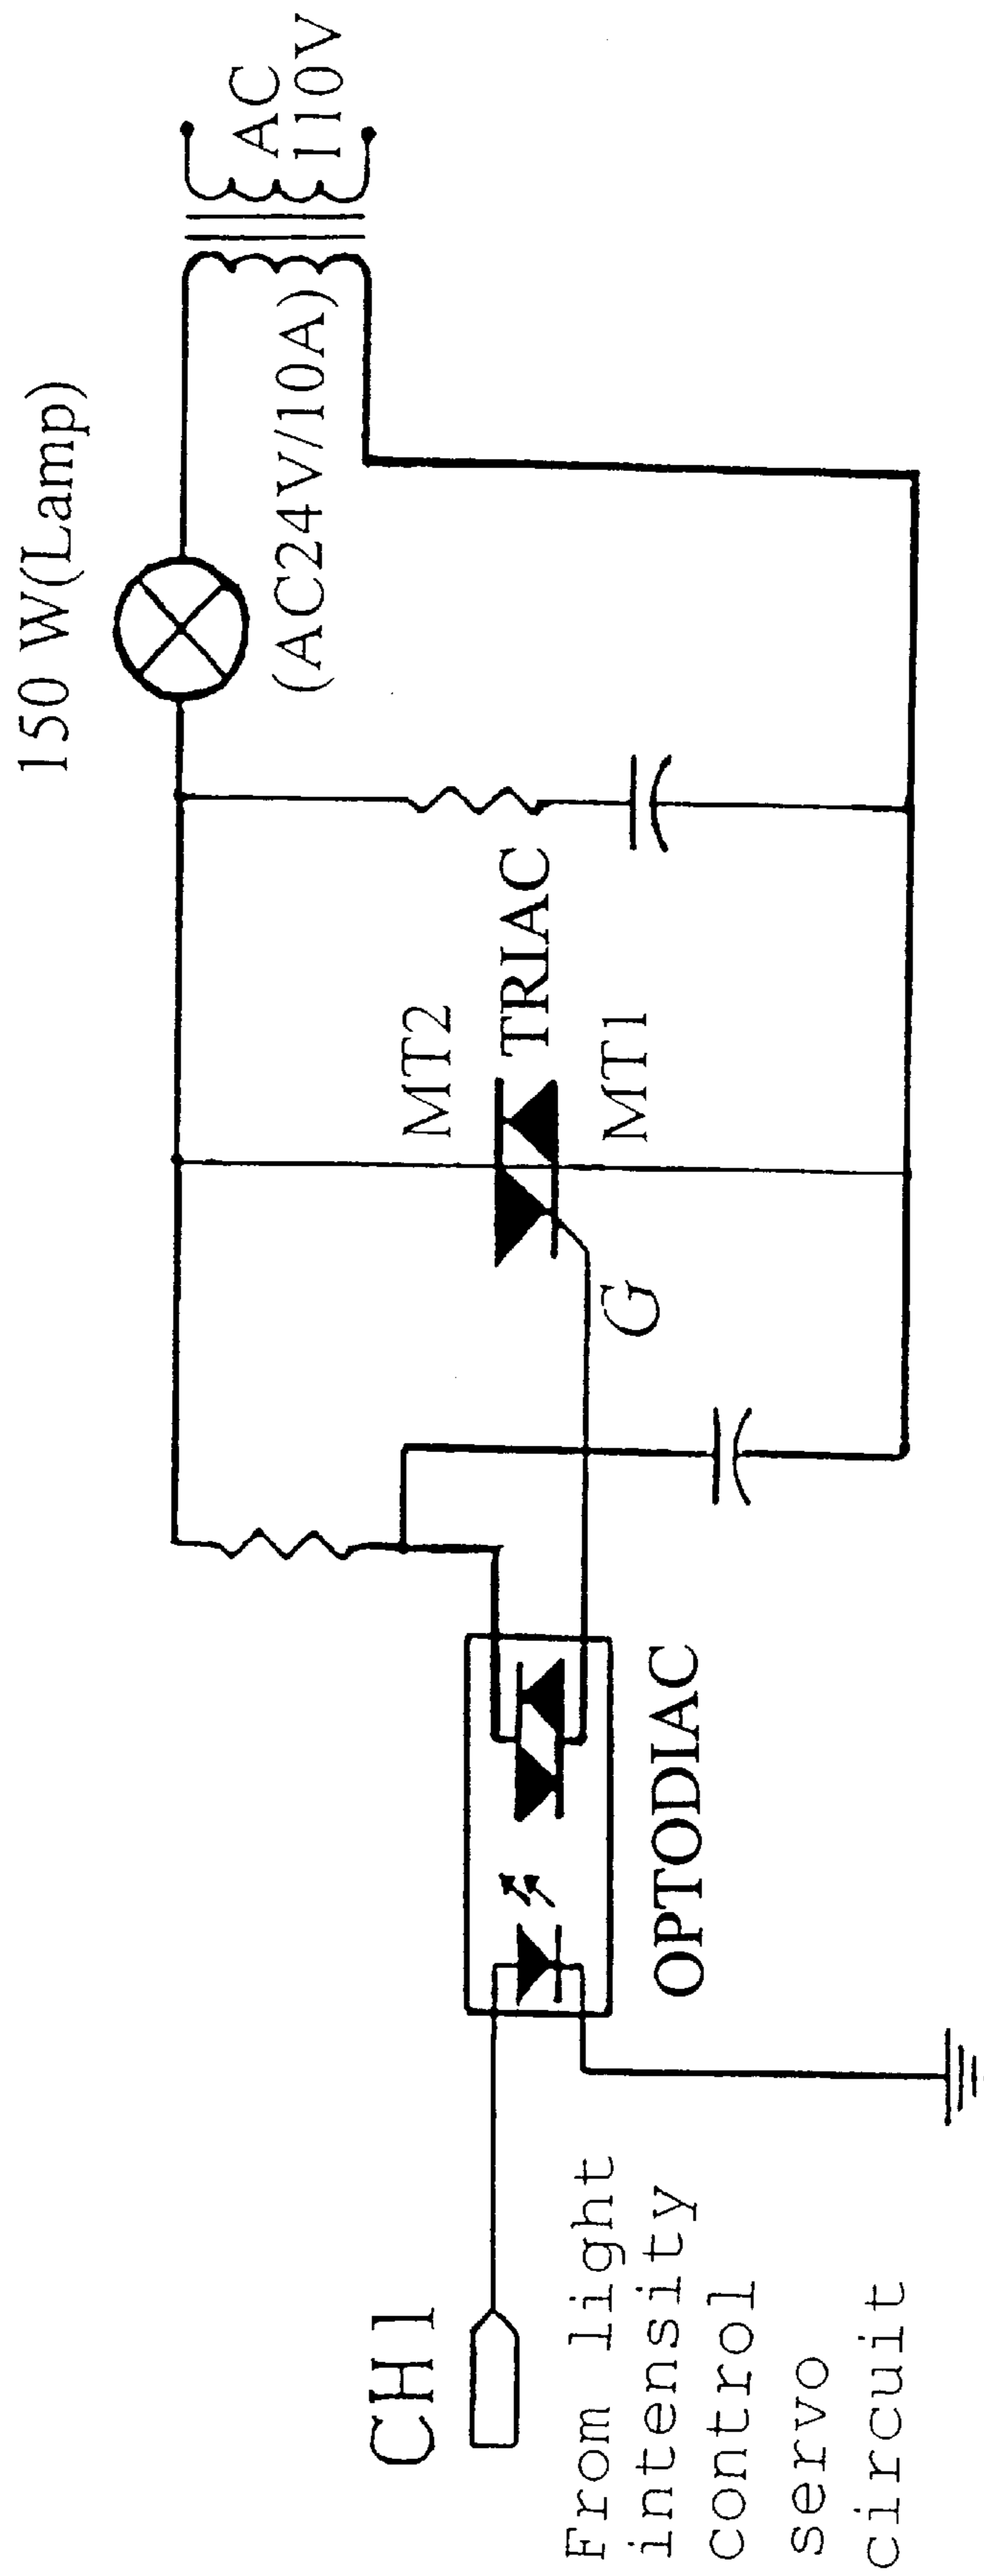 CH1
From light
intensity
control
servo
circuit
OPTODIAC
G
MT2
TRIAC
MT1
150 W(Lamp)
(AC24V/10A)
AC
110V